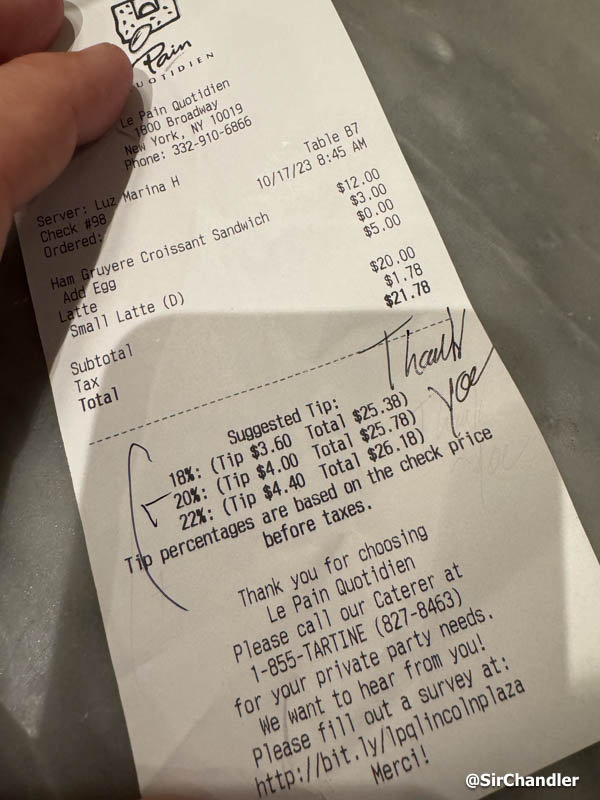 Pain
QUOTIDIEN
Le Pain Quotidien
1800 Broadway
New York, NY 10019
Phone: 332-910-6866
Server: Luz Marina H
Check #98 Table B7
Ordered: 10/17/23 8:45 AM
Ham Gruyere Croissant Sandwich $12.00
Add Egg $3.00
Latte $0.00
Small Latte (D) $5.00
Subtotal $20.00
Tax $1.78
Total $21.78
Thank
You
Suggested Tip:
18%: (Tip $3.60 Total $25.38)
20%: (Tip $4.00 Total $25.78)
22%: (Tip $4.40 Total $26.18)
Tip percentages are based on the check price
before taxes.
Thank you for choosing
Le Pain Quotidien
Please call our Caterer at
1-855-TARTINE (827-8463)
for your private party needs.
We want to hear from you!
Please fill out a survey at:
http://bit.ly/lpqlincolnplaza
Merci!
@SirChandler